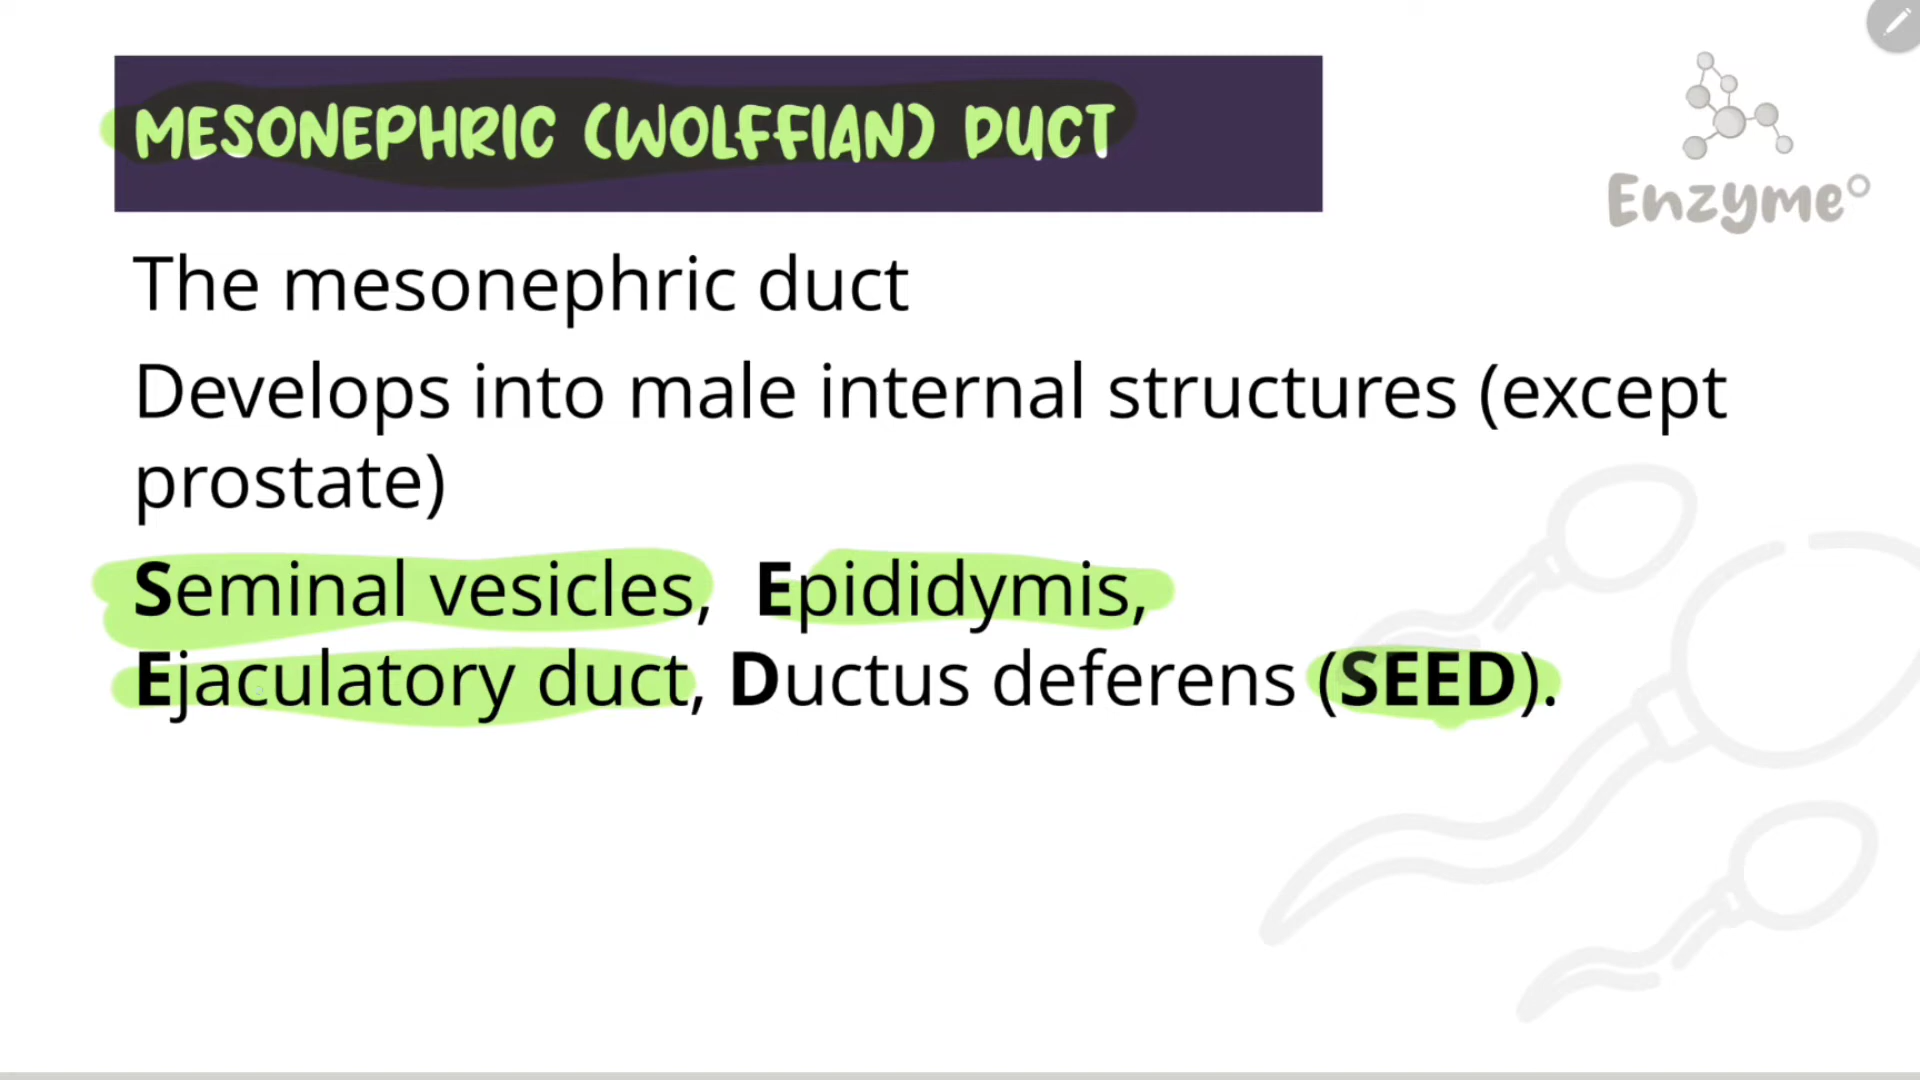 MESONEPHRIC (WOLFFIAN) DUCT
Enzyme
The mesonephric duct
Develops into male internal structures (except
prostate)
Seminal vesicles, Epididymis,
Ejaculatory duct, Ductus deferens (SEED).